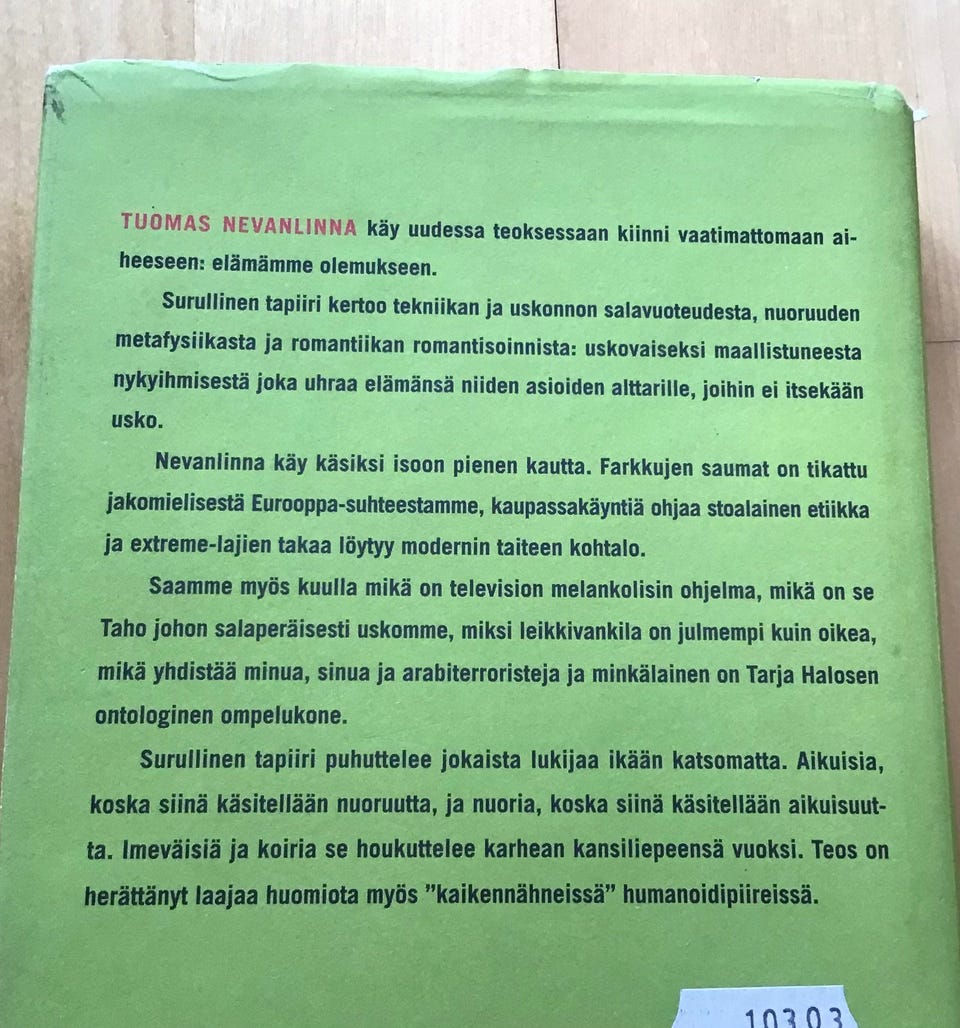 TUOMAS NEVANLINNA käy uudessa teoksessaan kiinni vaatimattomaan ai-
heeseen: elämämme olemukseen.
Surullinen tapiiri kertoo tekniikan ja uskonnon salavuoteudesta, nuoruuden
metafysiikasta ja romantiikan romantisoinnista: uskovaiseksi maallistuneesta
nykyihmisestä joka uhraa elämänsä niiden asioiden alttarille, joihin ei itsekään
usko.
Nevanlinna käy käsiksi isoon pienen kautta. Farkkujen saumat on tikattu
jakomielisestä Eurooppa-suhteestamme, kaupassakäyntiä ohjaa stoalainen etiikka
ja extreme-lajien takaa löytyy modernin taiteen kohtalo.
Saamme myös kuulla mikä on television melankolisin ohjelma, mikä on se
Taho johon salaperäisesti uskomme, miksi leikkivankila on julmempi kuin oikea,
mikä yhdistää minua, sinua ja arabiterroristeja ja minkälainen on Tarja Halosen
ontologinen ompelukone.
Surullinen tapiiri puhuttelee jokaista lukijaa ikään katsomatta. Aikuisia,
koska siinä käsitellään nuoruutta, ja nuoria, koska siinä käsitellään aikuisuut-
ta. Imeväisiä ja koiria se houkuttelee karhean kansiliepeensä vuoksi. Teos on
herättänyt laajaa huomiota myös ”kaikennähneissä” humanoidipiireissä.
10303